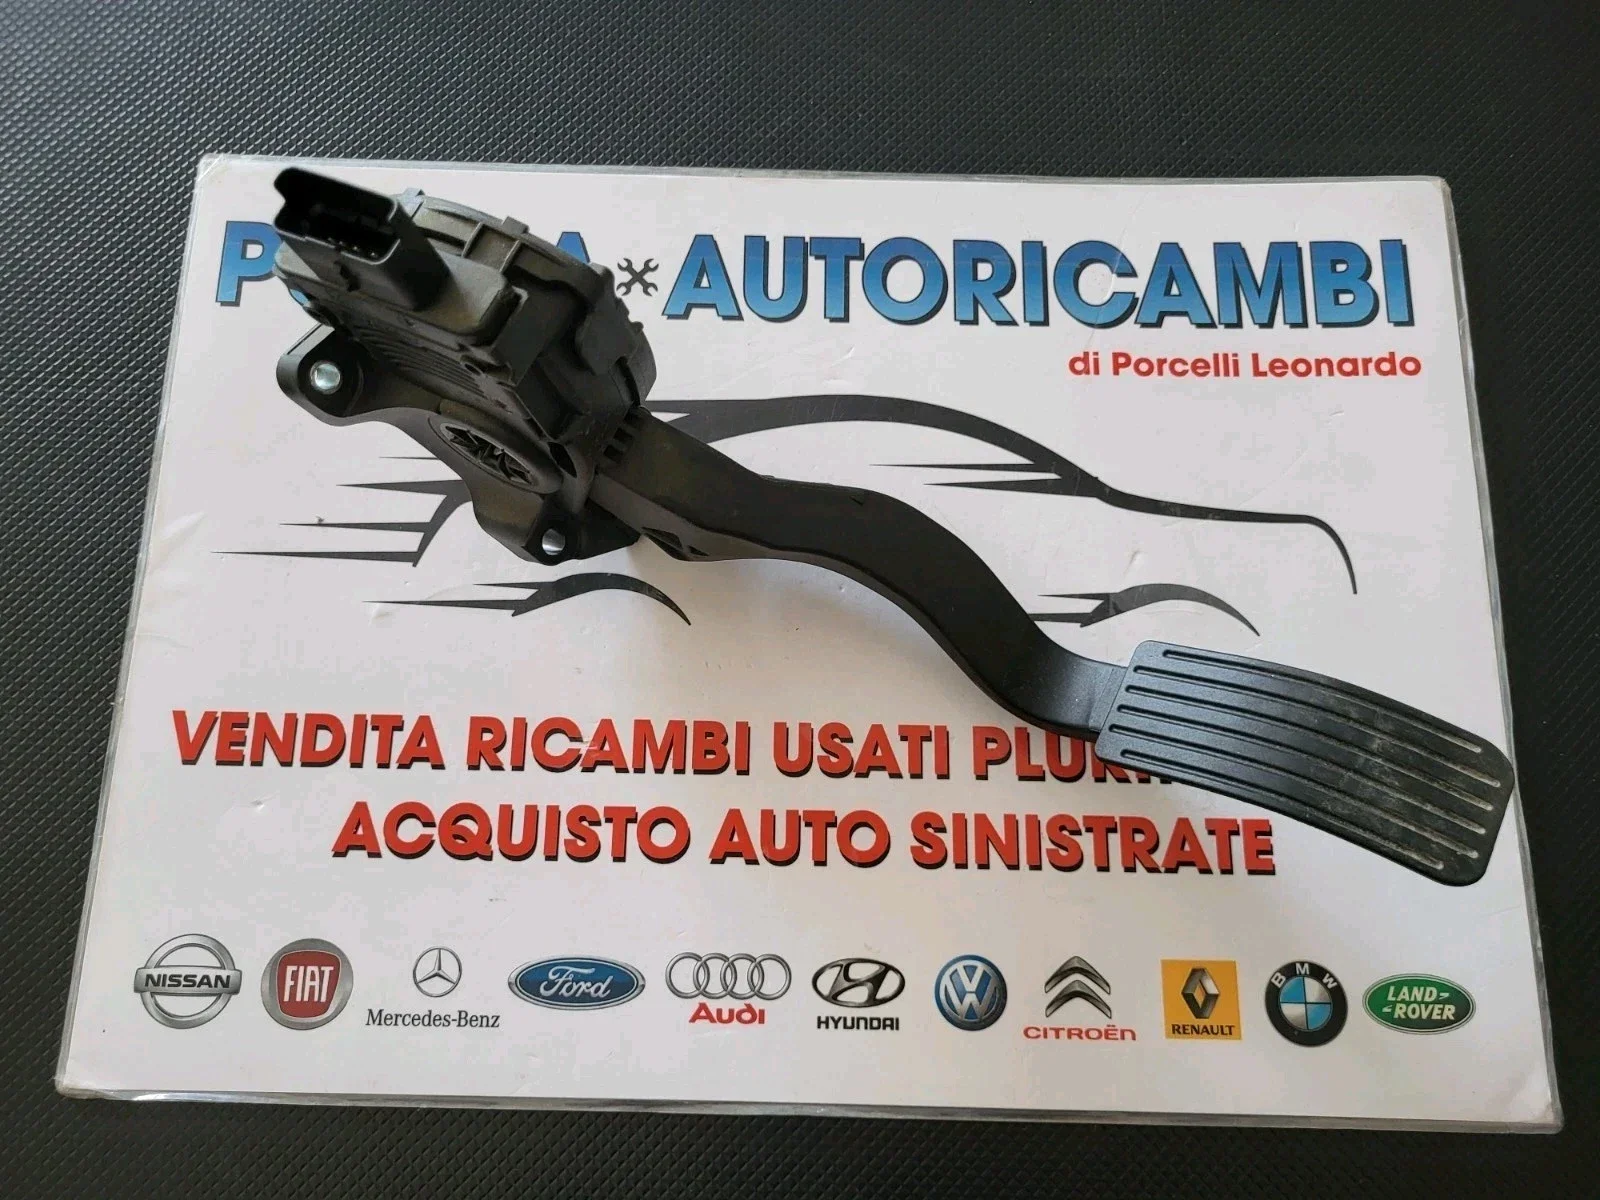 AUTORICAMBI
di Porcelli Leonardo
VENDITA RICAMBI USATI
ACQUISTO AUTO SINISTRATE
NISSAN
FIAT
Mercedes-Benz
Ford
Audi
HYUNDAI
VW
CITROËN
RENAULT
BMW
LAND-
ROVER